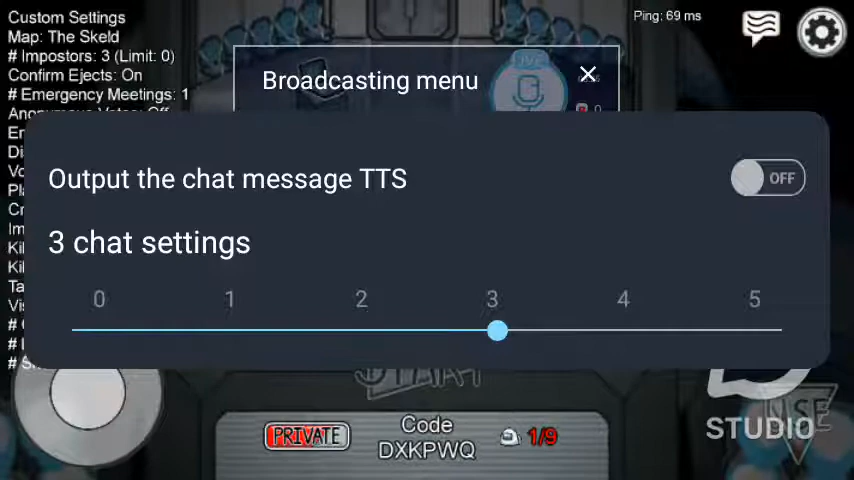 Custom Settings
Map: The Skeld
# Impostors: 3 (Limit: 0)
Confirm Ejects: On
# Emergency Meetings: 1
Ping: 69 ms
Broadcasting menu
0
Output the chat message TTS
OFF
3 chat settings
0 1 2 3 4 5
START
PRIVATE
Code
DXKPWQ
1/9
STUDIO